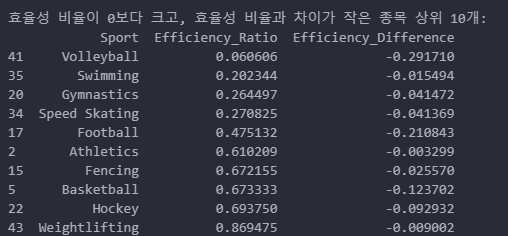 효율성 비율이 0보다 크고, 효율성 비율과 차이가 작은 종목 상위 10개:
Sport Efficiency_Ratio Efficiency_Difference
41 Volleyball 0.060606 -0.291710
35 Swimming 0.202344 -0.015494
20 Gymnastics 0.264497 -0.041472
34 Speed Skating 0.270825 -0.041369
17 Football 0.475132 -0.210843
2 Athletics 0.610209 -0.003299
15 Fencing 0.672155 -0.025570
5 Basketball 0.673333 -0.123702
22 Hockey 0.693750 -0.092932
43 Weightlifting 0.869475 -0.009002